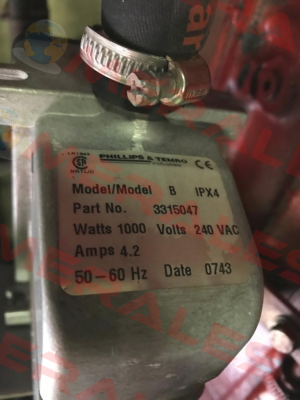 PHILLIPS & TEMRO
NRTL/C
CE
Model/Model B IPX4
Part No. 3315047
Watts 1000 Volts 240 VAC
Amps 4.2
50-60 Hz Date 0743